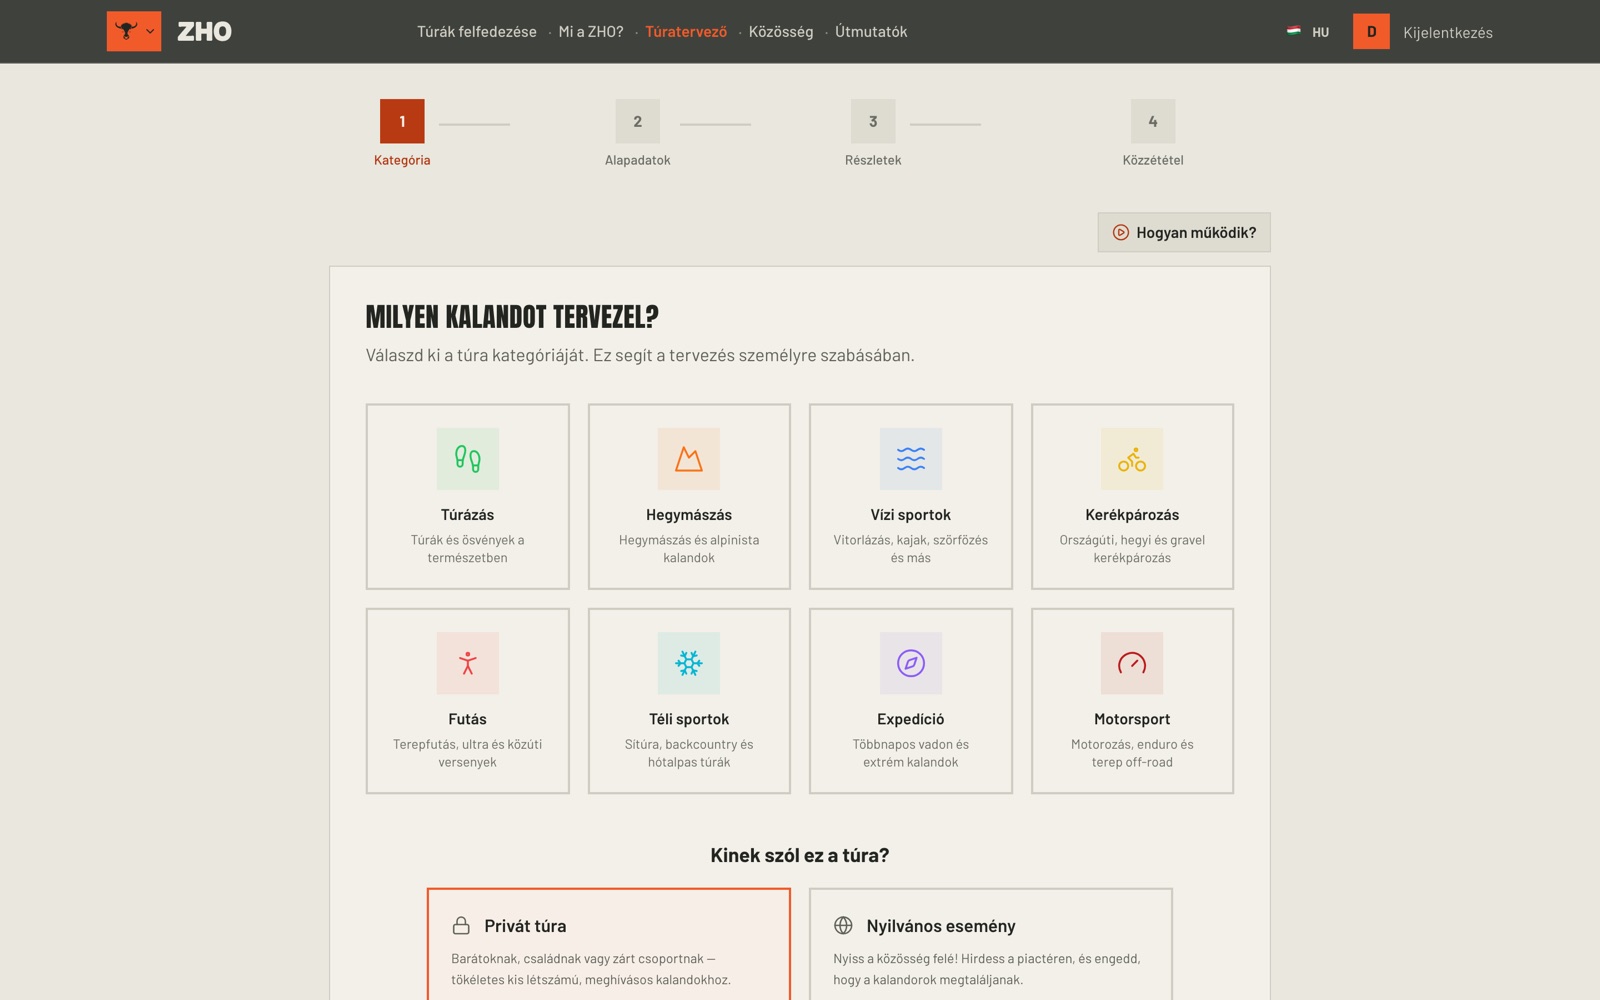 ZHO
Túrák felfedezése · Mi a ZHO? · Túratervező · Közösség · Útmutatók
HU
D
Kijelentkezés
1
Kategória
2
Alapadatok
3
Részletek
4
Közzététel
Hogyan működik?
MILYEN KALANDOT TERVEZEL?
Válaszd ki a túra kategóriáját. Ez segít a tervezés személyre szabásában.
Túrázás
Túrák és ösvények a
természetben
Hegymászás
Hegymászás és alpinista
kalandok
Vízi sportok
Vitorlázás, kajak, szörfözés
és más
Kerékpározás
Országúti, hegyi és gravel
kerékpározás
Futás
Terepfutás, ultra és közúti
versenyek
Téli sportok
Sítúra, backcountry és
hótalpas túrák
Expedíció
Többnapos vadon és
extrém kalandok
Motorsport
Motorozás, enduro és
terep off-road
Kinek szól ez a túra?
Privát túra
Barátoknak, családnak vagy zárt csoportnak —
tökéletes kis létszámú, meghívásos kalandokhoz.
Nyilvános esemény
Nyiss a közösség felé! Hirdess a piactéren, és engedd,
hogy a kalandorok megtaláljanak.